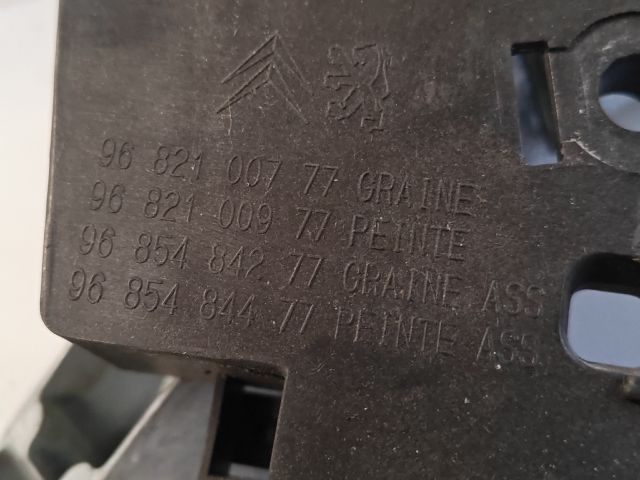 96 821 007 77 GRAINE
96 821 009 77 PEINTE
96 854 842 77 GRAINE ASS
96 854 844 77 PEINTE ASS